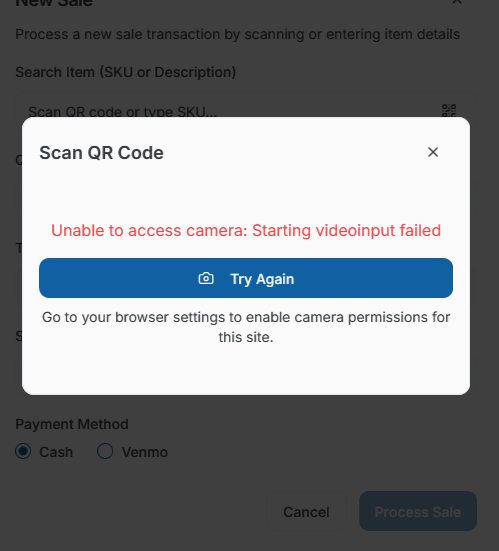 New Sale
Process a new sale transaction by scanning or entering item details
Search Item (SKU or Description)
Scan QR code or type SKU...
Scan QR Code
Unable to access camera: Starting videoinput failed
Try Again
Go to your browser settings to enable camera permissions for
this site.
Payment Method
Cash
Venmo
Cancel
Process Sale